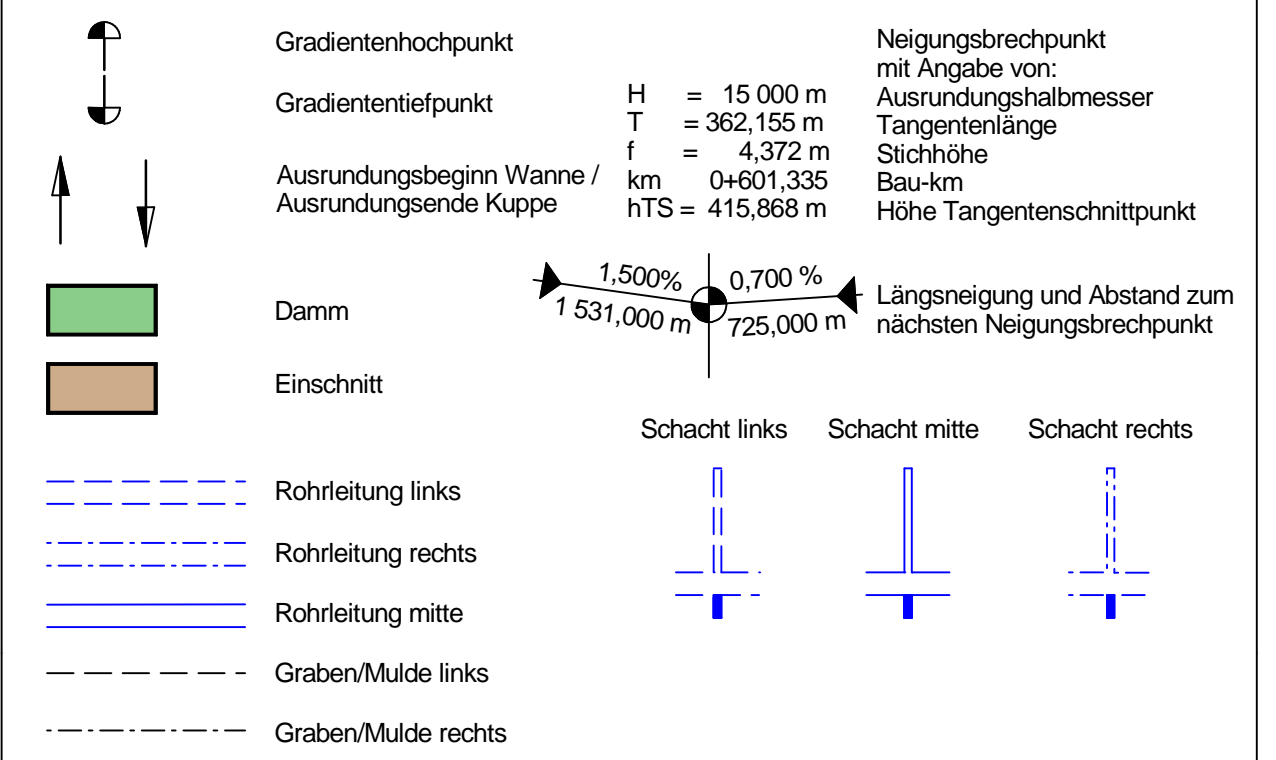 Gradientenhochpunkt
Gradiententiefpunkt
Ausrundungsbeginn Wanne /
Ausrundungsende Kuppe
Damm
Einschnitt
Rohrleitung links
Rohrleitung rechts
Rohrleitung mitte
Graben/Mulde links
Graben/Mulde rechts
H = 15 000 m
T = 362,155 m
f = 4,372 m
km 0+601,335
hTS = 415,868 m
Neigungsbrechpunkt
mit Angabe von:
Ausrundungshalbmesser
Tangentenlänge
Stichhöhe
Bau-km
Höhe Tangentenschnittpunkt
1,500% 0,700 %
1 531,000 m 725,000 m
Längsneigung und Abstand zum
nächsten Neigungsbrechpunkt
Schacht links Schacht mitte Schacht rechts